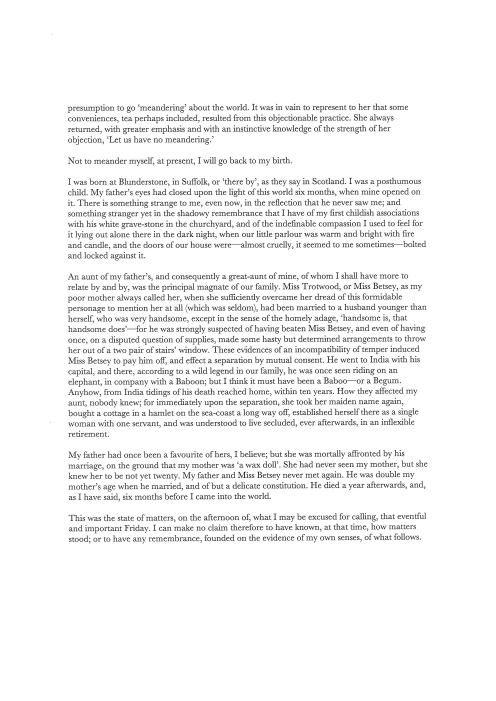 presumption to go ‘meandering’ about the world. It was in vain to represent to her that some
conveniences, tea perhaps included, resulted from this objectionable practice. She always
returned, with greater emphasis and with an instinctive knowledge of the strength of her
objection, ‘Let us have no meandering.’
Not to meander myself, at present, I will go back to my birth.
I was born at Blunderstone, in Suffolk, or ‘there by’, as they say in Scotland. I was a posthumous
child. My father’s eyes had closed upon the light of this world six months, when mine opened on
it. There is something strange to me, even now, in the reflection that he never saw me; and
something stranger yet in the shadowy remembrance that I have of my first childish associations
with his white grave-stone in the churchyard, and of the indefinable compassion I used to feel for
it lying out alone there in the dark night, when our little parlour was warm and bright with fire
and candle, and the doors of our house were—almost cruelly, it seemed to me sometimes—bolted
and locked against it.
An aunt of my father’s, and consequently a great-aunt of mine, of whom I shall have more to
relate by and by, was the principal magnate of our family. Miss Trotwood, or Miss Betsey, as my
poor mother always called her, when she sufficiently overcame her dread of this formidable
personage to mention her at all (which was seldom), had been married to a husband younger than
herself, who was very handsome, except in the sense of the homely adage, ‘handsome is, that
handsome does’—for he was strongly suspected of having beaten Miss Betsey, and even of having
once, on a disputed question of supplies, made some hasty but determined arrangements to throw
her out of a two pair of stairs’ window. These evidences of an incompatibility of temper induced
Miss Betsey to pay him off, and effect a separation by mutual consent. He went to India with his
capital, and there, according to a wild legend in our family, he was once seen riding on an
elephant, in company with a Baboon; but I think it must have been a Baboo—or a Begum.
Anyhow, from India tidings of his death reached home, within ten years. How they affected my
aunt, nobody knew; for immediately upon the separation, she took her maiden name again,
bought a cottage in a hamlet on the sea-coast a long way off, established herself there as a single
woman with one servant, and was understood to live secluded, ever afterwards, in an inflexible
retirement.
My father had once been a favourite of hers, I believe; but she was mortally affronted by his
marriage, on the ground that my mother was ‘a wax doll’. She had never seen my mother, but she
knew her to be not yet twenty. My father and Miss Betsey never met again. He was double my
mother’s age when he married, and of but a delicate constitution. He died a year afterwards, and,
as I have said, six months before I came into the world.
This was the state of matters, on the afternoon of, what I may be excused for calling, that eventful
and important Friday. I can make no claim therefore to have known, at that time, how matters
stood; or to have any remembrance, founded on the evidence of my own senses, of what follows.